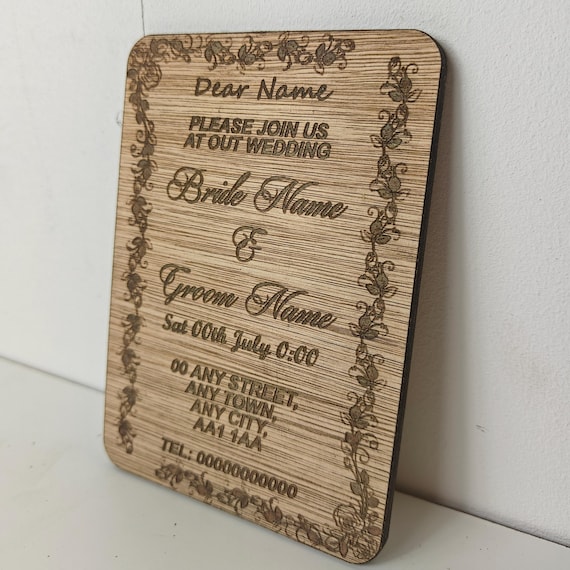 Dear Name
PLEASE JOIN US
AT OUT WEDDING
Bride Name
&
Groom Name
Sat 00th July 0:00
00 ANY STREET,
ANY TOWN,
ANY CITY,
AA1 1AA
TEL: 00000000000